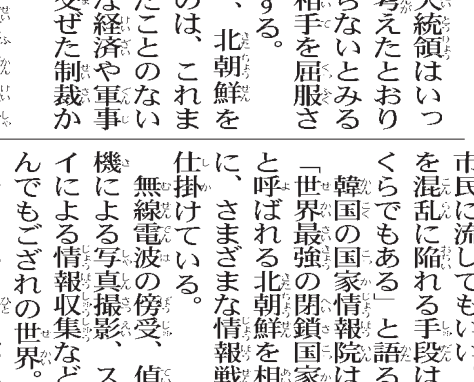 大統領はいっ
考えたとおり
らないとみる
相手を屈服さ
する。
、北朝鮮を
のは、これま
たことのない
な経済や軍事
交ぜた制裁か
市民に流してもいい
を混乱に陥れる手段は
くらでもある」と語る
韓国の国家情報院は
「世界最強の閉鎖国家
と呼ばれる北朝鮮を相
に、さまざまな情報戦
仕掛けている。
無線電波の傍受、偵
機による写真撮影、ス
イによる情報収集など
んでもござれの世界。